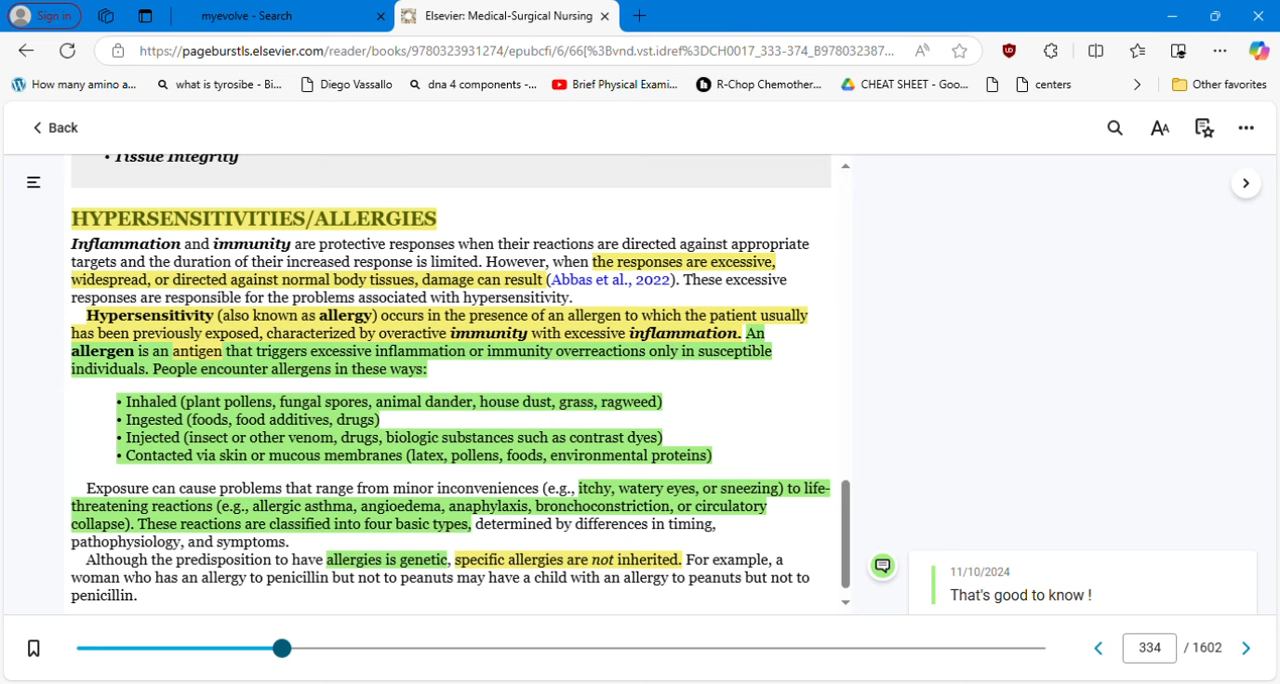 Sign in
myevolve - Search
Elsevier: Medical-Surgical Nursing
https://pageburstls.elsevier.com/reader/books/9780323931274/epubcfi/6/66[%3Bvnd.vst.idref%3DCH0017_333-374_B978032387...
How many amino a...
what is tyrosibe - Bi...
Diego Vassallo
dna 4 components -...
Brief Physical Exami...
R-Chop Chemother...
CHEAT SHEET - Goo...
centers
Other favorites
Back
• Tissue Integrity
HYPERSENSITIVITIES/ALLERGIES
Inflammation and immunity are protective responses when their reactions are directed against appropriate
targets and the duration of their increased response is limited. However, when the responses are excessive,
widespread, or directed against normal body tissues, damage can result (Abbas et al., 2022). These excessive
responses are responsible for the problems associated with hypersensitivity.
Hypersensitivity (also known as allergy) occurs in the presence of an allergen to which the patient usually
has been previously exposed, characterized by overactive immunity with excessive inflammation. An
allergen is an antigen that triggers excessive inflammation or immunity overreactions only in susceptible
individuals. People encounter allergens in these ways:
• Inhaled (plant pollens, fungal spores, animal dander, house dust, grass, ragweed)
• Ingested (foods, food additives, drugs)
• Injected (insect or other venom, drugs, biologic substances such as contrast dyes)
• Contacted via skin or mucous membranes (latex, pollens, foods, environmental proteins)
Exposure can cause problems that range from minor inconveniences (e.g., itchy, watery eyes, or sneezing) to life-
threatening reactions (e.g., allergic asthma, angioedema, anaphylaxis, bronchoconstriction, or circulatory
collapse). These reactions are classified into four basic types, determined by differences in timing,
pathophysiology, and symptoms.
Although the predisposition to have allergies is genetic, specific allergies are not inherited. For example, a
woman who has an allergy to penicillin but not to peanuts may have a child with an allergy to peanuts but not to
penicillin.
11/10/2024
That's good to know !
334 / 1602